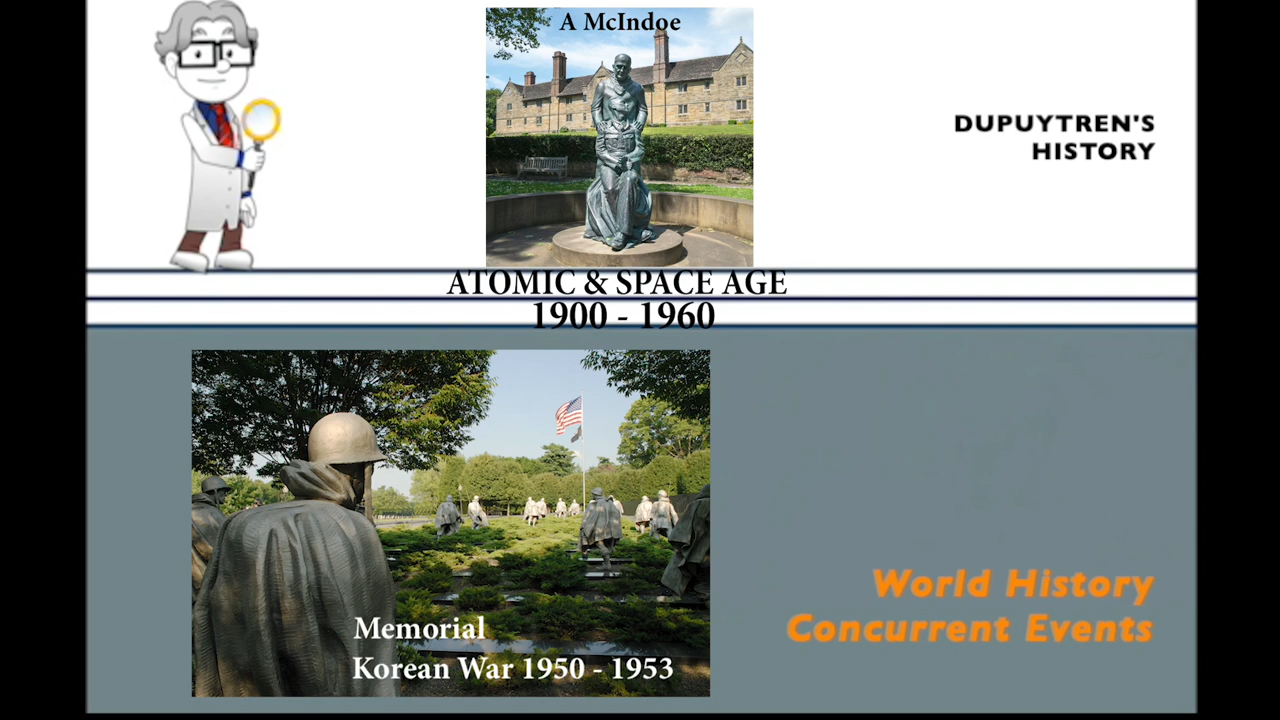 A McIndoe
DUPUYTREN'S
HISTORY
ATOMIC & SPACE AGE
1900 - 1960
Memorial
Korean War 1950 - 1953
World History
Concurrent Events